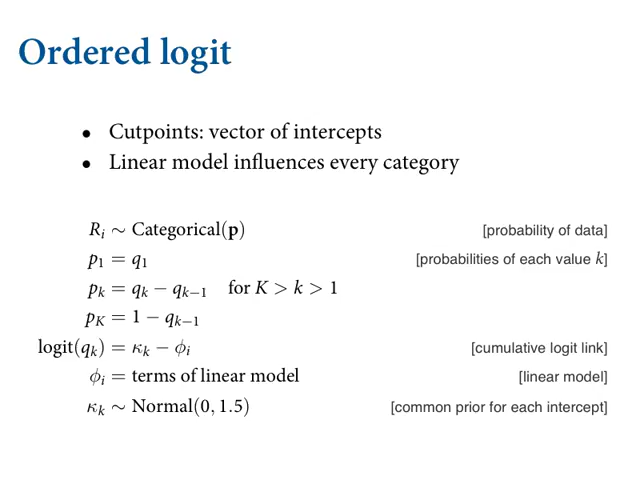 Ordered logit
• Cutpoints: vector of intercepts
• Linear model influences every category
Rᵢ ~ Categorical(p) [probability of data]
p₁ = q₁ [probabilities of each value k]
pₖ = qₖ − qₖ₋₁ for K > k > 1
p_K = 1 − qₖ₋₁
logit(qₖ) = κₖ − ϕᵢ [cumulative logit link]
ϕᵢ = terms of linear model [linear model]
κₖ ~ Normal(0, 1.5) [common prior for each intercept]